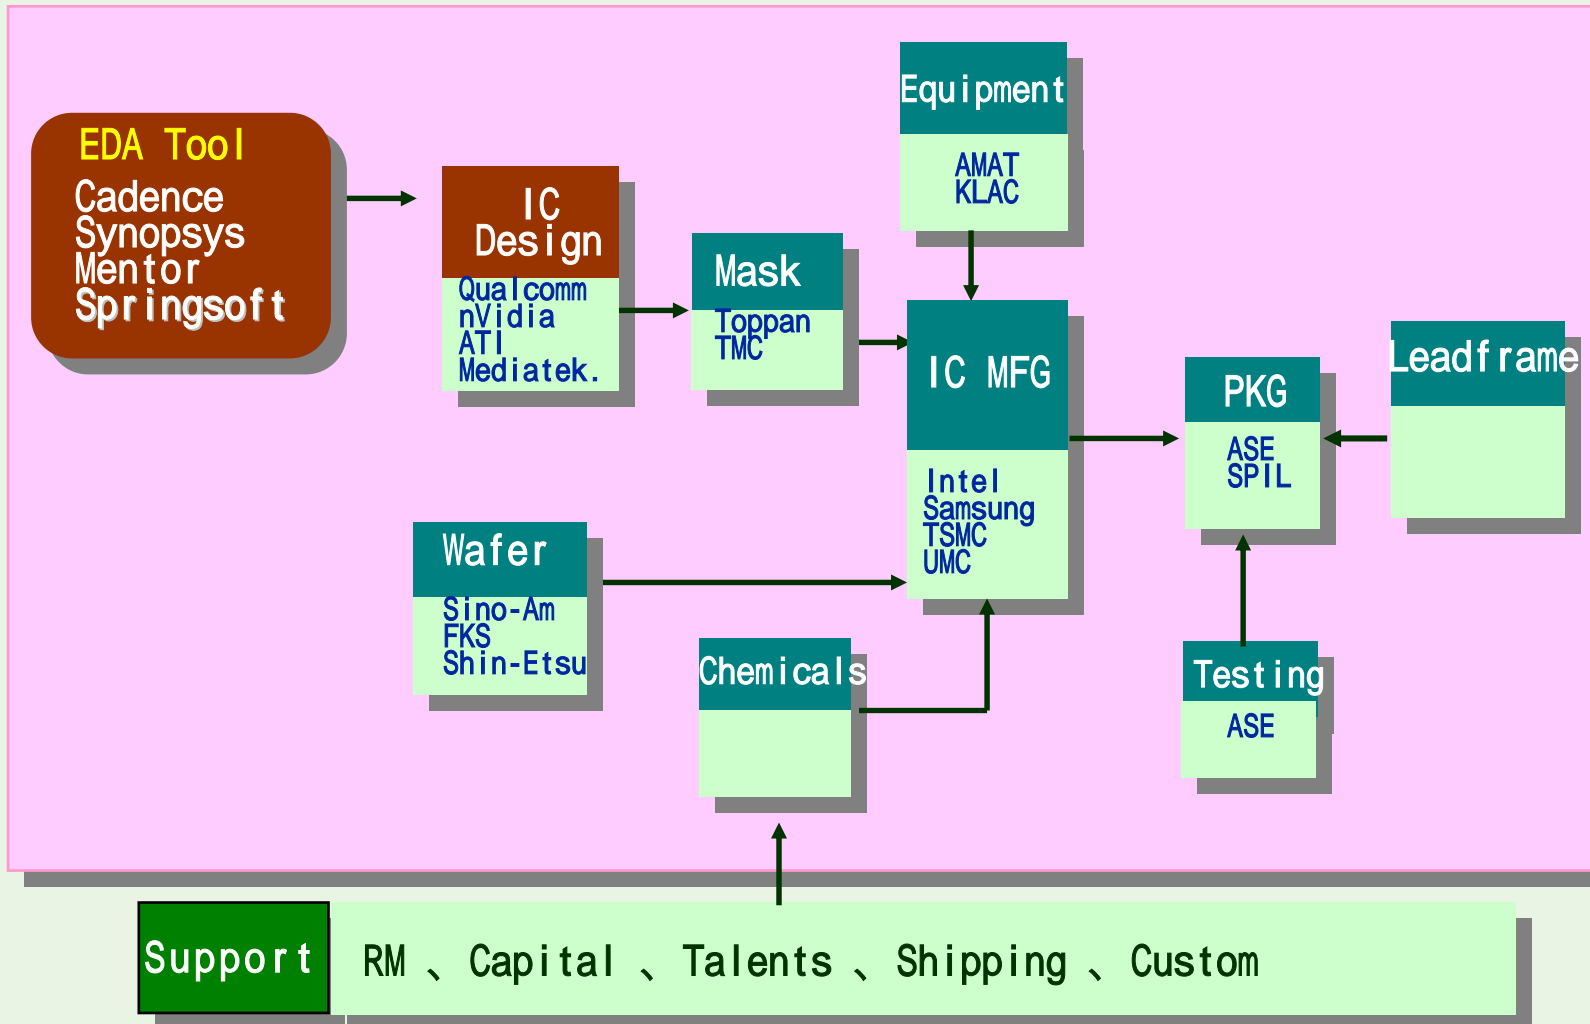 EDA Tool
Cadence
Synopsys
Mentor
Springsoft
IC
Design
Qualcomm
nVidia
ATI
Mediatek.
Mask
Toppan
TMC
Equipment
AMAT
KLAC
IC MFG
Intel
Samsung
TSMC
UMC
PKG
ASE
SPIL
Leadframe
Wafer
Sino-Am
FKS
Shin-Etsu
Chemicals
Testing
ASE
Support
RM 、Capital 、Talents 、Shipping 、Custom